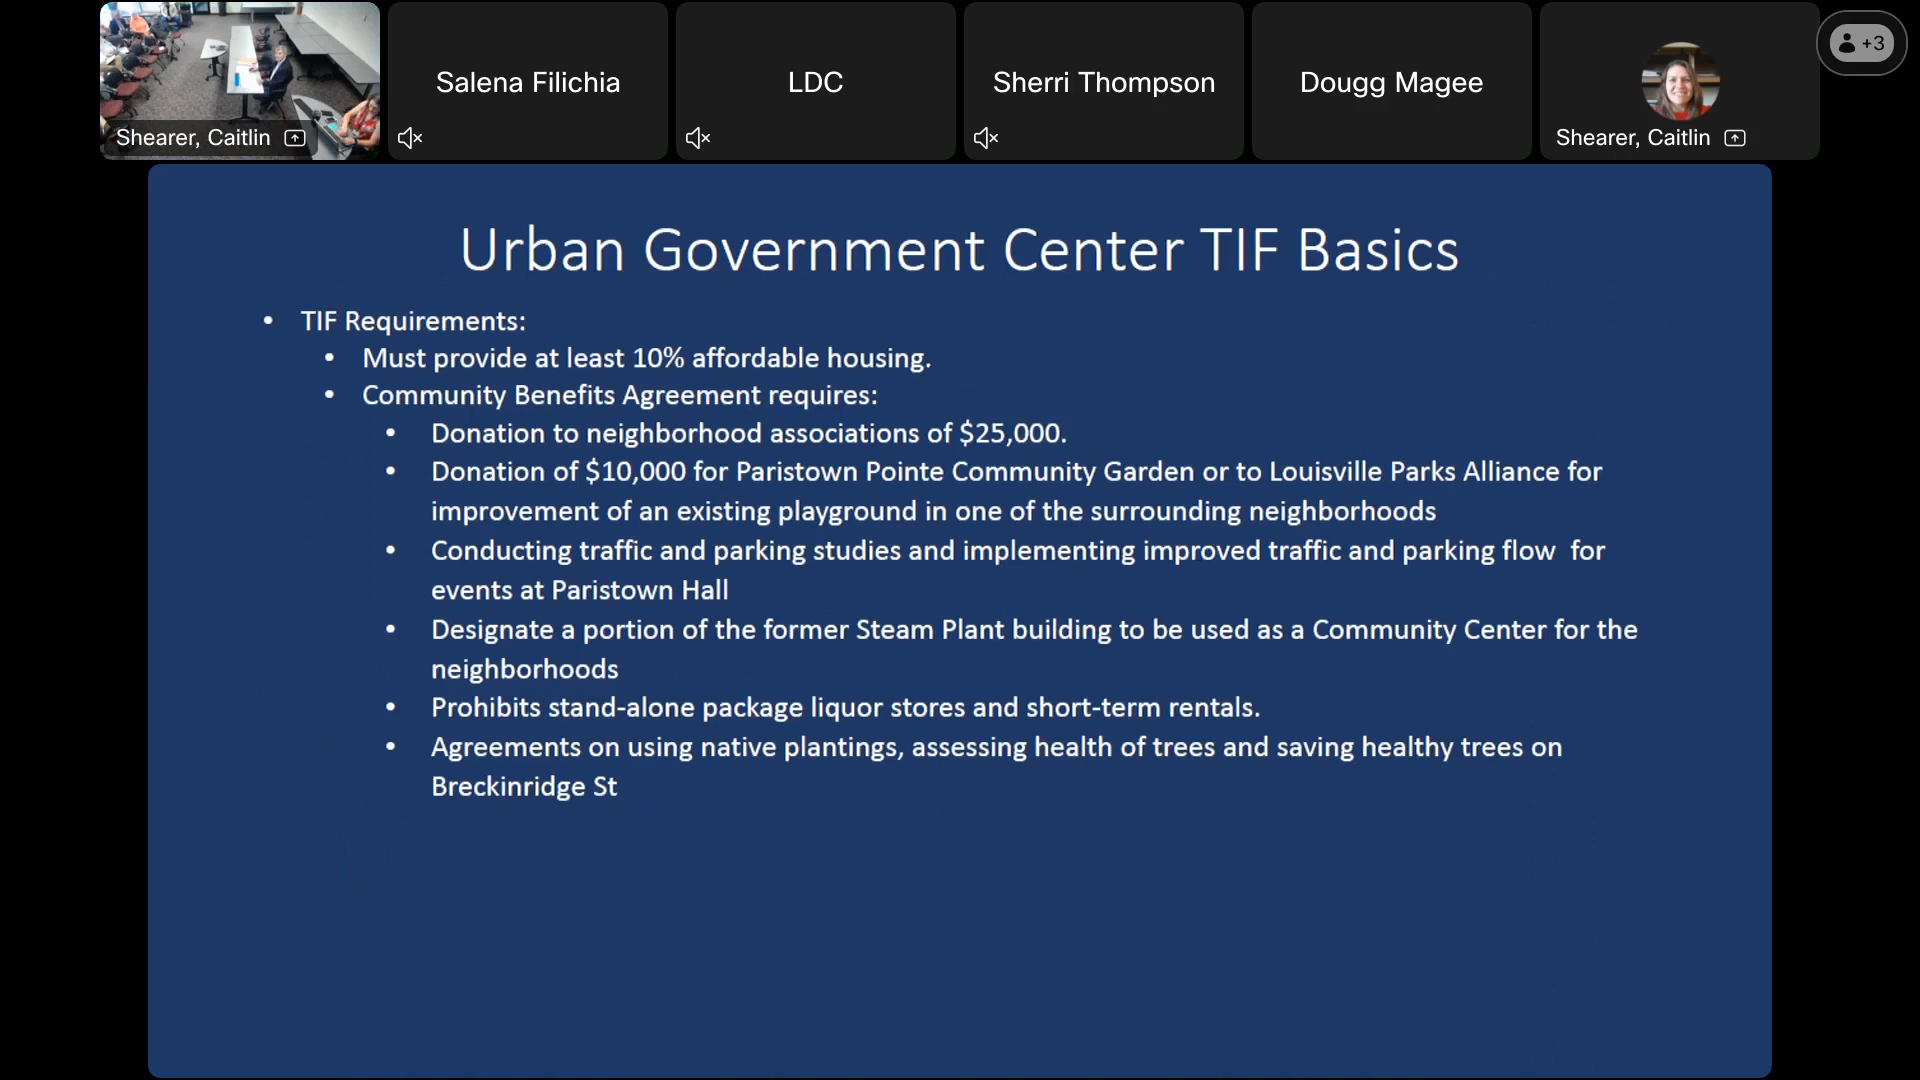 Shearer, Caitlin
Salena Filichia
LDC
Sherri Thompson
Dougg Magee
Shearer, Caitlin
+3
Urban Government Center TIF Basics
• TIF Requirements:
• Must provide at least 10% affordable housing.
• Community Benefits Agreement requires:
• Donation to neighborhood associations of $25,000.
• Donation of $10,000 for Paristown Pointe Community Garden or to Louisville Parks Alliance for
improvement of an existing playground in one of the surrounding neighborhoods
• Conducting traffic and parking studies and implementing improved traffic and parking flow for
events at Paristown Hall
• Designate a portion of the former Steam Plant building to be used as a Community Center for the
neighborhoods
• Prohibits stand-alone package liquor stores and short-term rentals.
• Agreements on using native plantings, assessing health of trees and saving healthy trees on
Breckinridge St